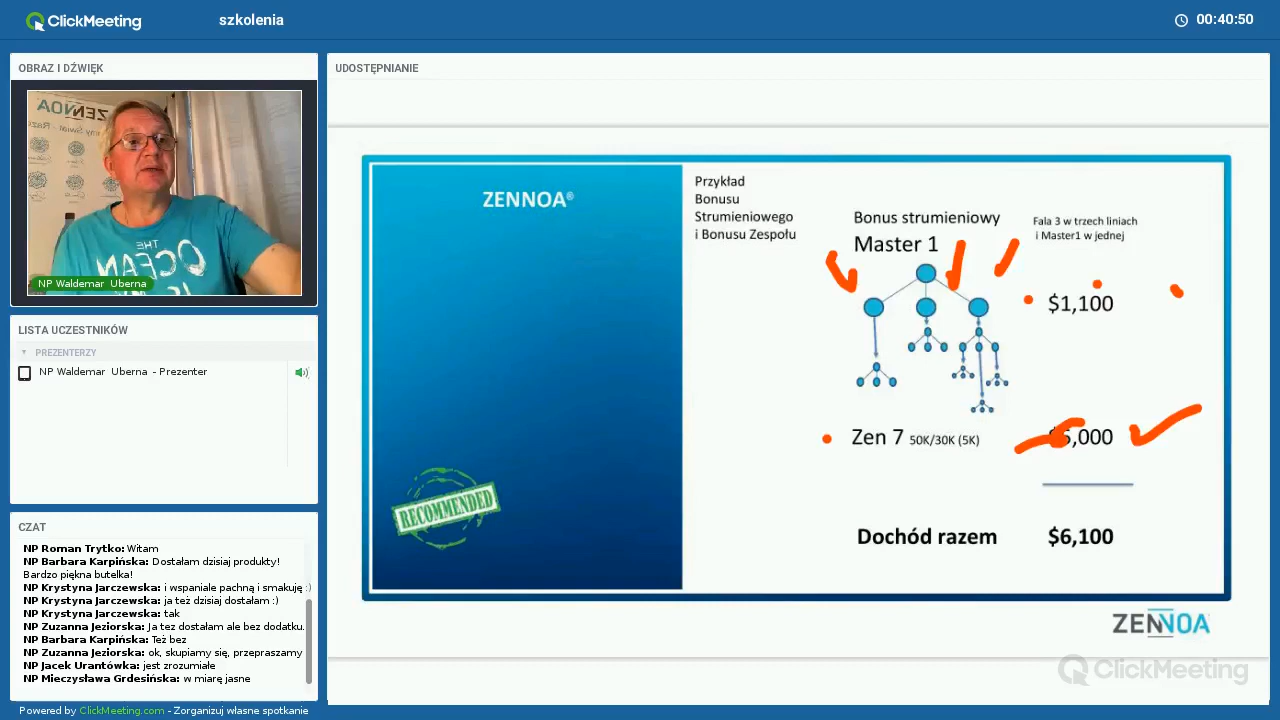 ClickMeeting
szkolenia
00:40:50
OBRAZ I DŹWIĘK
ZENNOA
THE
OCEAN
NP Waldemar Uberna
LISTA UCZESTNIKÓW
PREZENTERZY
NP Waldemar Uberna - Prezenter
CZAT
NP Roman Trytko: Witam
NP Barbara Karpińska: Dostałam dzisiaj produkty!
Bardzo piękna butelka!
NP Krystyna Jarczewska: i wspaniale pachną i smakuję :)
NP Krystyna Jarczewska: ja też dzisiaj dostałam :)
NP Krystyna Jarczewska: tak
NP Zuzanna Jeziorska: Ja tez dostałam ale bez dodatku.
NP Barbara Karpińska: Też bez
NP Zuzanna Jeziorska: ok, skupiamy się, przepraszamy
NP Jacek Urantówka: jest zrozumiałe
NP Mieczysława Grdesińska: w miarę jasne
Powered by ClickMeeting.com - Zorganizuj własne spotkanie
UDOSTĘPNIANIE
ZENNOA®
RECOMMENDED
Przykład
Bonusu
Strumieniowego
i Bonusu Zespołu
Bonus strumieniowy
Master 1
Fala 3 w trzech liniach
i Master1 w jednej
$1,100
Zen 7 50K/30K (5K)
$5,000
Dochód razem $6,100
ZENNOA
ClickMeeting